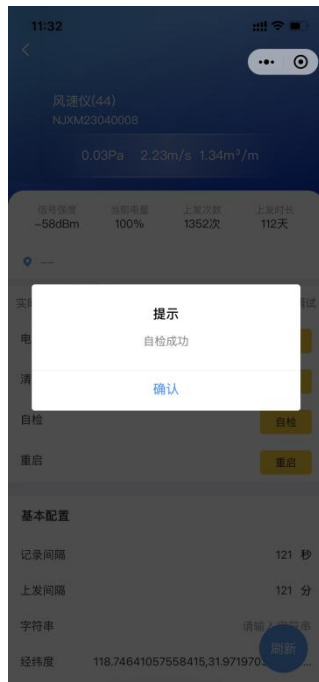 11:32
风速仪(44)
NJXM23040008
0.03Pa 2.23m/s 1.34m³/m
信号强度 当前电量 上发次数 上发时长
-58dBm 100% 1352次 112天
--
提示
自检成功
确认
自检 自检
重启 重启
基本配置
记录间隔 121 秒
上发间隔 121 分
字符串
刷新
经纬度 118.74641057558415,31.971970